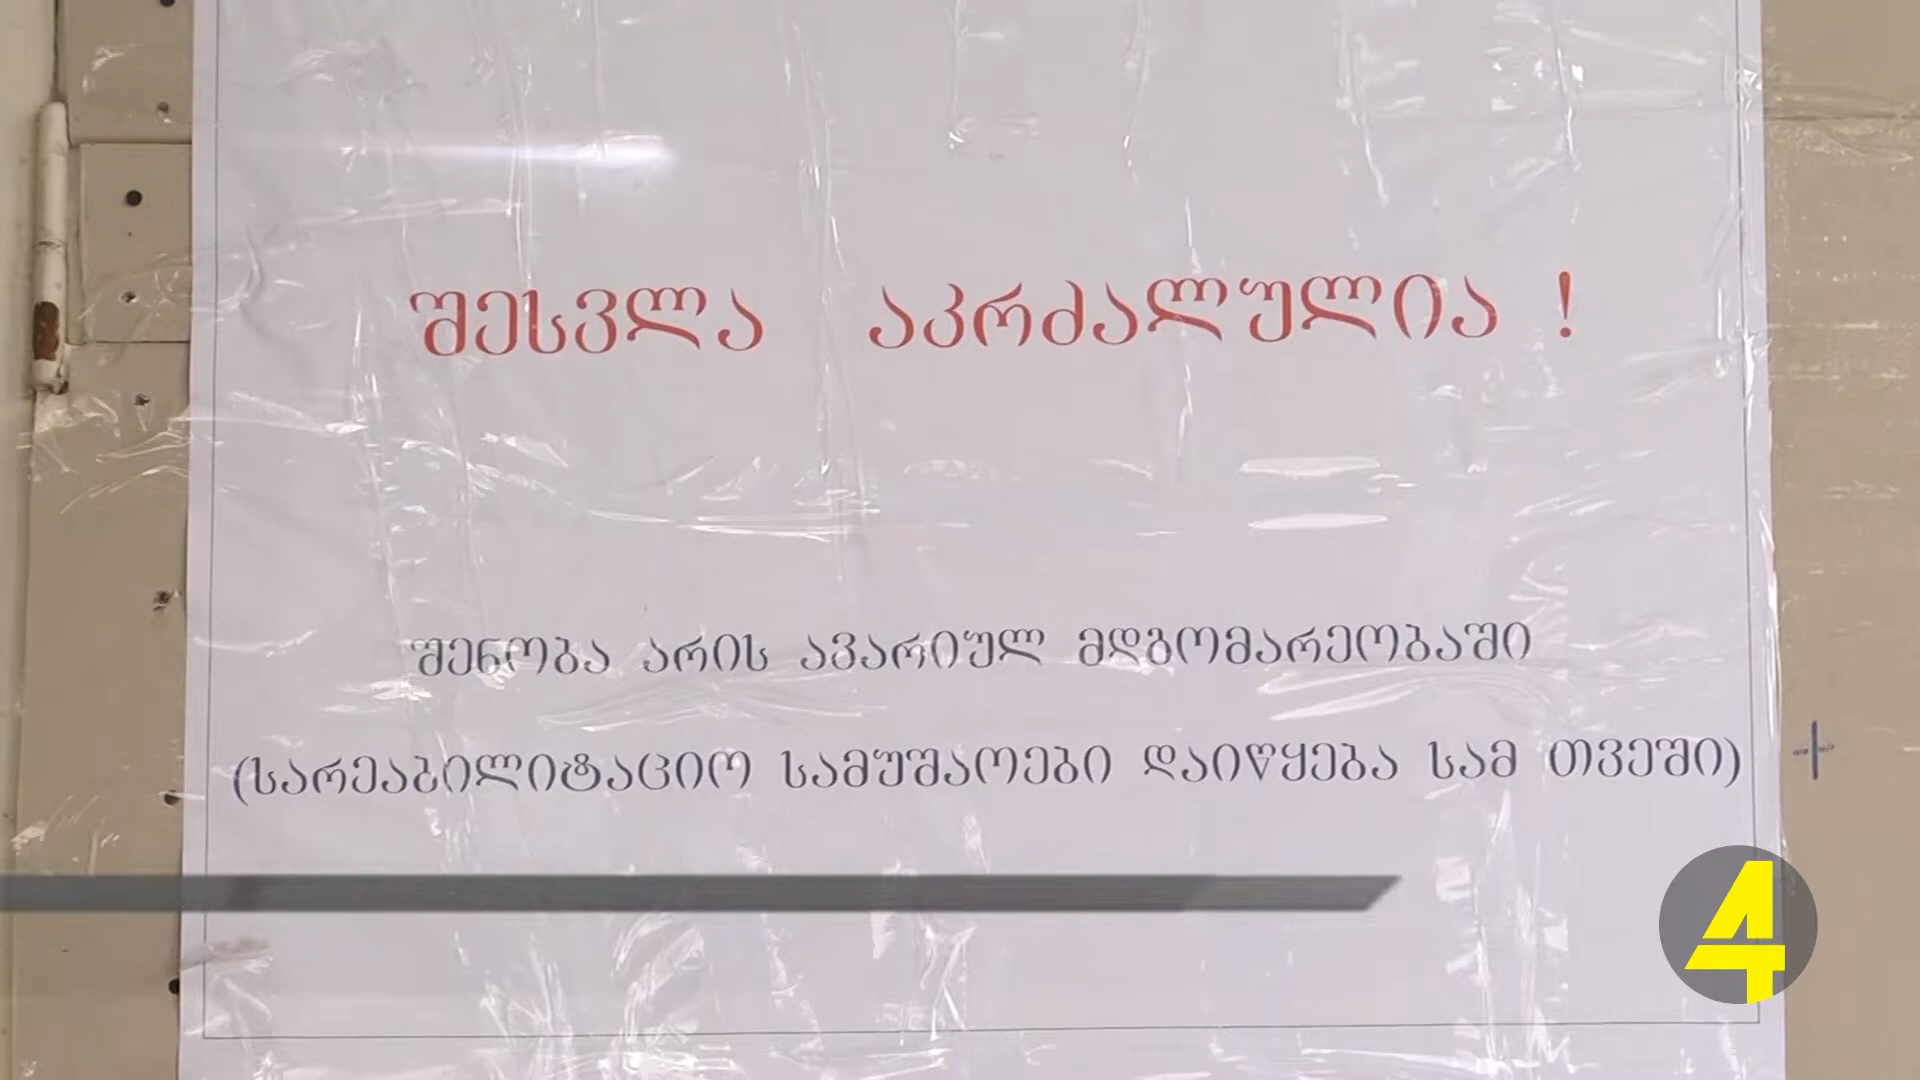 შესვლა აკრძალულია !
შენობა არის ავარიულ მდგომარეობაში
(სარეაბილიტაციო სამუშაოები დაიწყება სამ თვეში)
4